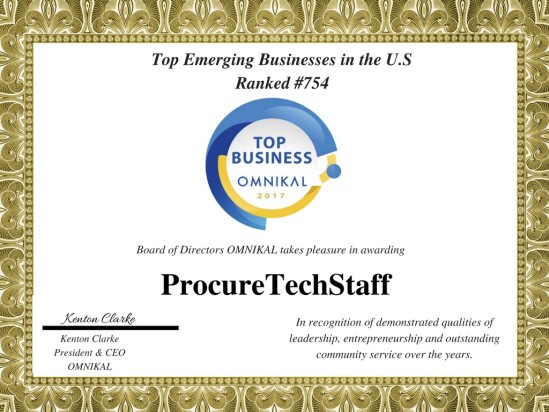 Top Emerging Businesses in the U.S
Ranked #754
TOP
BUSINESS
OMNIKAL
2017
Board of Directors OMNIKAL takes pleasure in awarding
ProcureTechStaff
Kenton Clarke
Kenton Clarke
President & CEO
OMNIKAL
In recognition of demonstrated qualities of
leadership, entrepreneurship and outstanding
community service over the years.